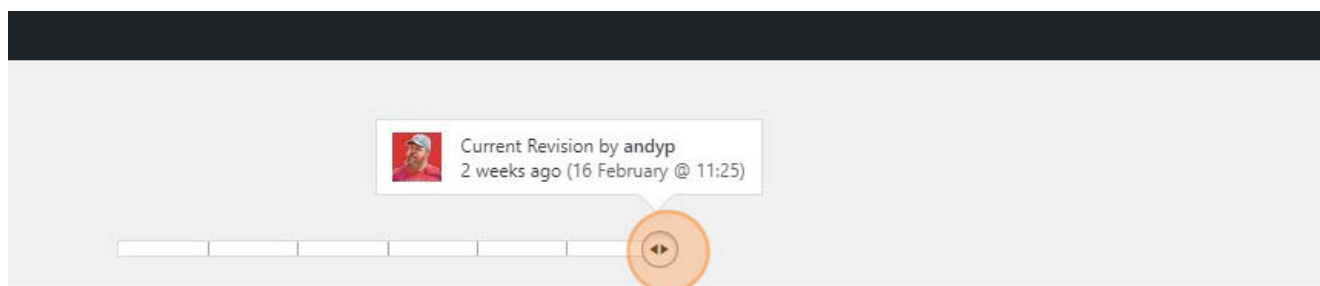 Current Revision by andyp
2 weeks ago (16 February @ 11:25)